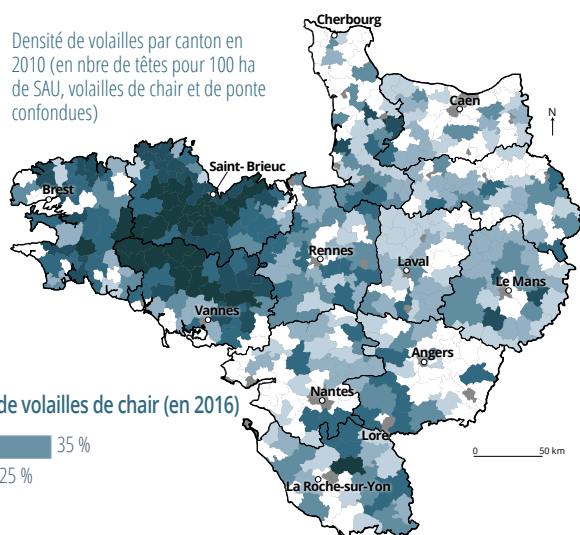 Cherbourg
Densité de volailles par canton en
2010 (en nbre de têtes pour 100 ha
de SAU, volailles de chair et de ponte
confondues)
Caen
N
Saint- Brieuc
Brest
Rennes
Laval
Le Mans
Vannes
Angers
Nantes
de volailles de chair (en 2016)
Lore
35 %
0 50 km
25 %
La Roche-sur-Yon